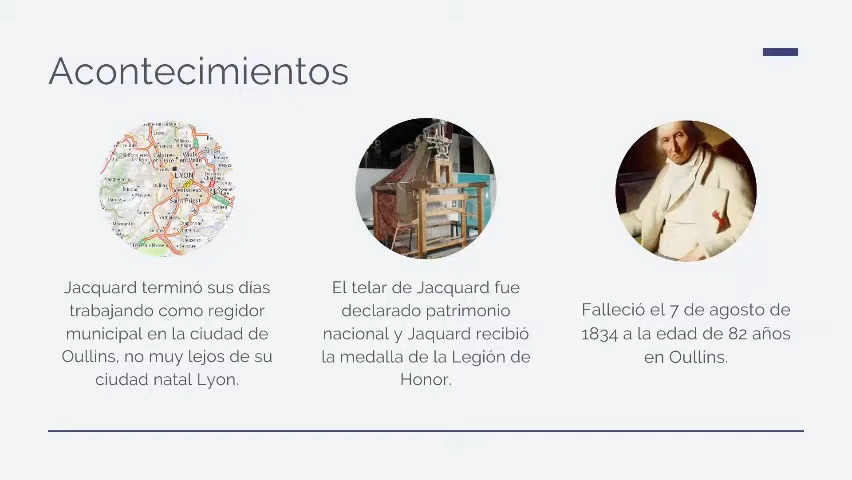 Acontecimientos
LYON
Jacquard terminó sus días
trabajando como regidor
municipal en la ciudad de
Oullins, no muy lejos de su
ciudad natal Lyon.
El telar de Jacquard fue
declarado patrimonio
nacional y Jaquard recibió
la medalla de la Legión de
Honor.
Falleció el 7 de agosto de
1834 a la edad de 82 años
en Oullins.